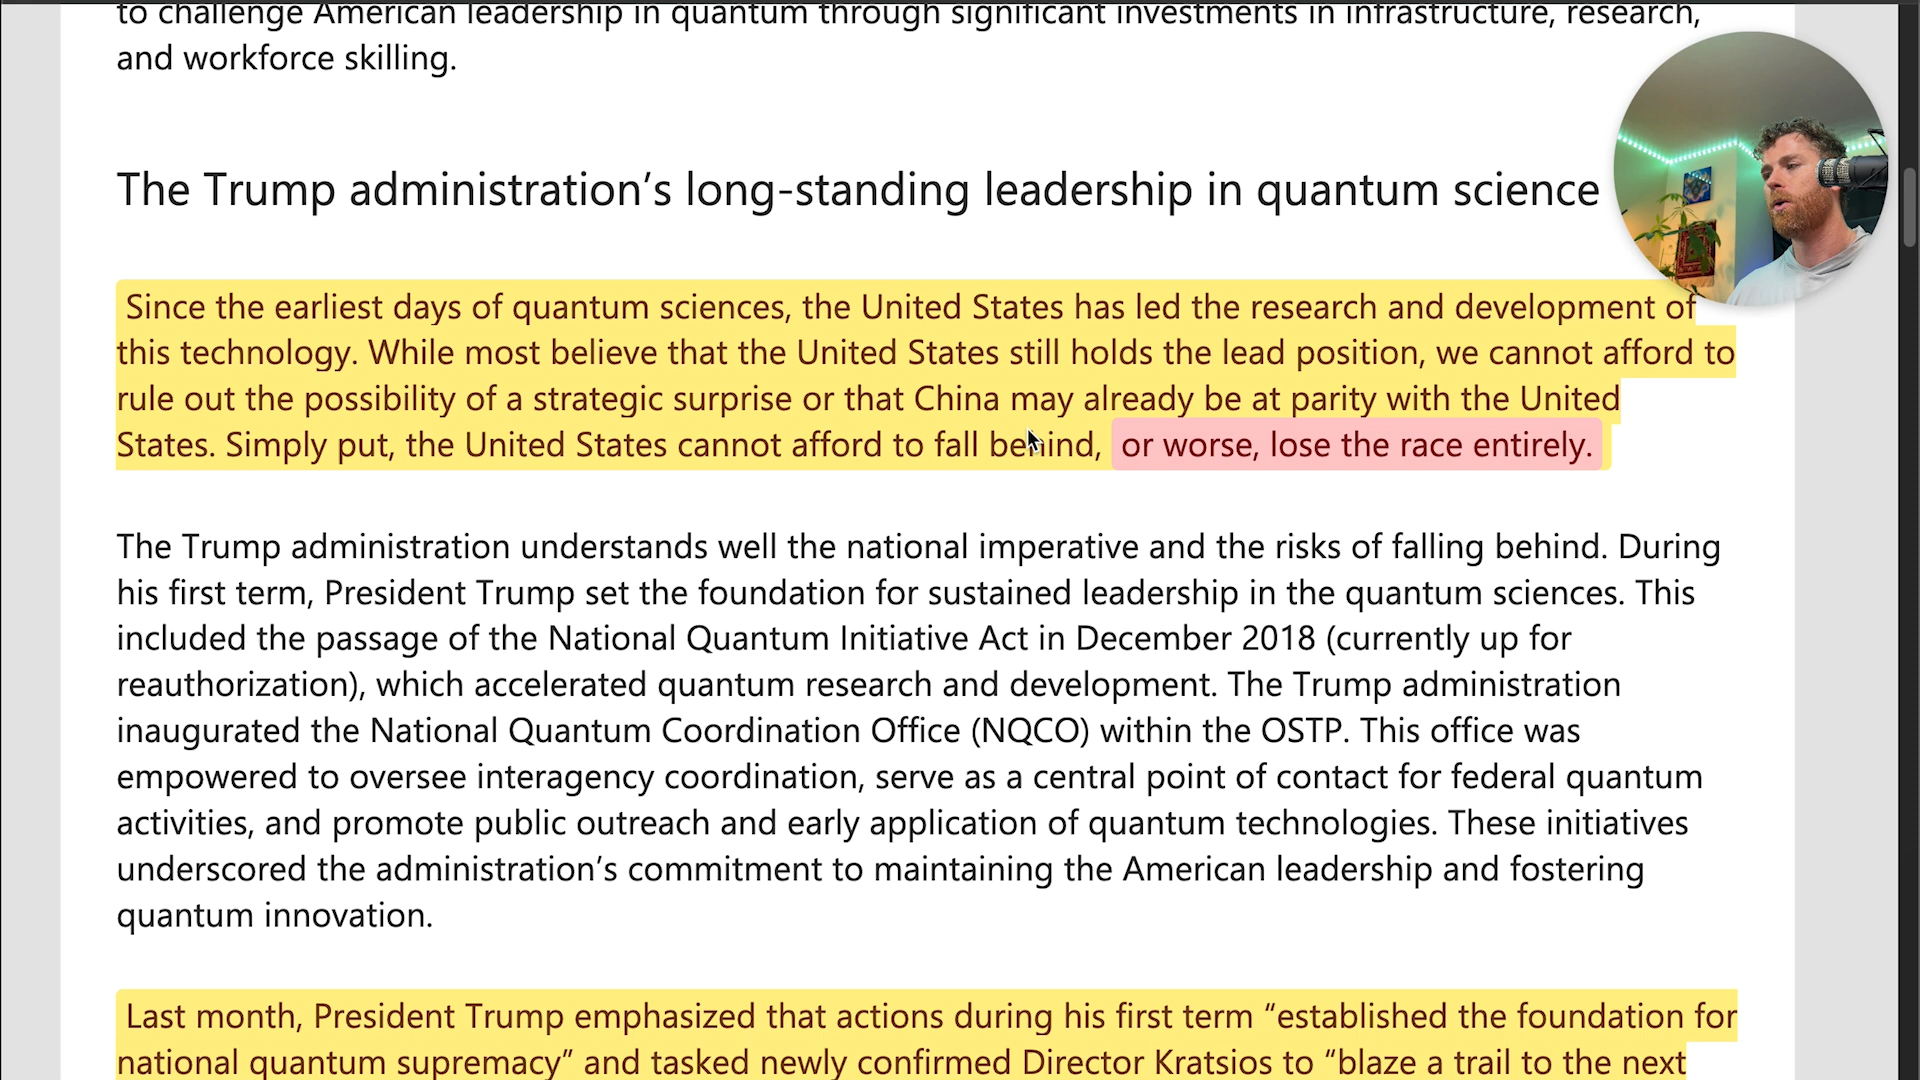 to challenge American leadership in quantum through significant investments in infrastructure, research,
and workforce skilling.
The Trump administration’s long-standing leadership in quantum science
Since the earliest days of quantum sciences, the United States has led the research and development of
this technology. While most believe that the United States still holds the lead position, we cannot afford to
rule out the possibility of a strategic surprise or that China may already be at parity with the United
States. Simply put, the United States cannot afford to fall behind, or worse, lose the race entirely.
The Trump administration understands well the national imperative and the risks of falling behind. During
his first term, President Trump set the foundation for sustained leadership in the quantum sciences. This
included the passage of the National Quantum Initiative Act in December 2018 (currently up for
reauthorization), which accelerated quantum research and development. The Trump administration
inaugurated the National Quantum Coordination Office (NQCO) within the OSTP. This office was
empowered to oversee interagency coordination, serve as a central point of contact for federal quantum
activities, and promote public outreach and early application of quantum technologies. These initiatives
underscored the administration’s commitment to maintaining the American leadership and fostering
quantum innovation.
Last month, President Trump emphasized that actions during his first term “established the foundation for
national quantum supremacy” and tasked newly confirmed Director Kratsios to “blaze a trail to the next